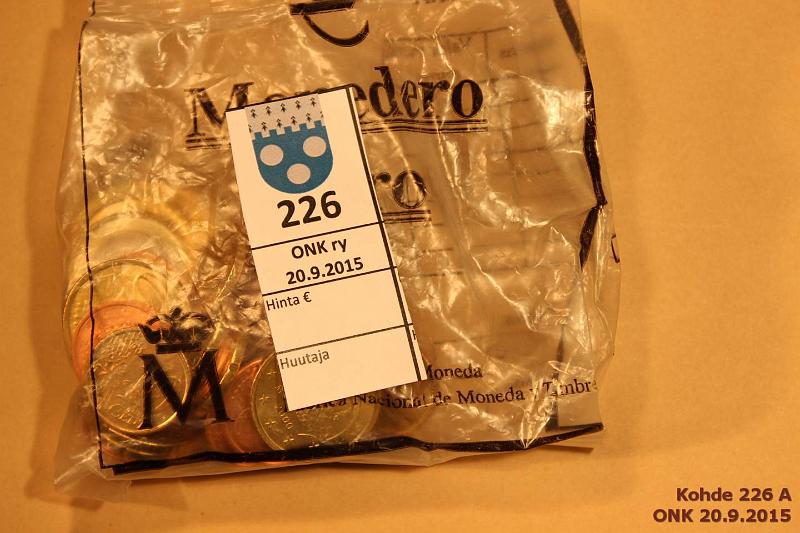 Monedero
ro
226
ONK ry
20.9.2015
Hinta €
Huutaja
Moneda
M
Nacional de Moneda y Timbre
Kohde 226 A
ONK 20.9.2015